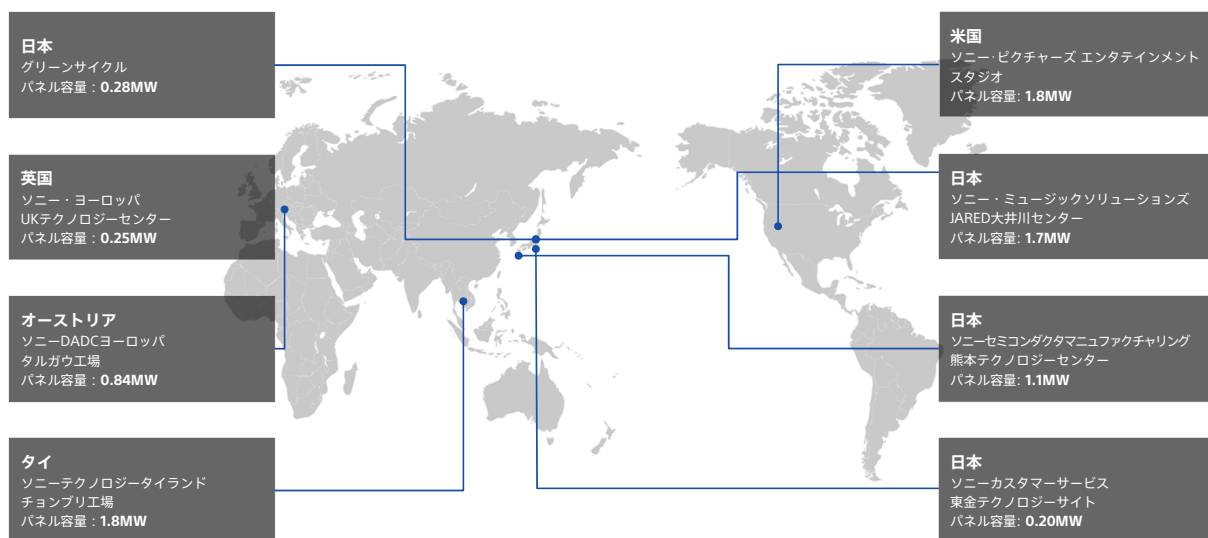 日本
グリーンサイクル
パネル容量：0.28MW
英国
ソニー・ヨーロッパ
UKテクノロジーセンター
パネル容量：0.25MW
オーストリア
ソニーDADCヨーロッパ
タルガウ工場
パネル容量：0.84MW
タイ
ソニーテクノロジータイランド
チョンブリ工場
パネル容量：1.8MW
米国
ソニー・ピクチャーズ エンタテインメント
スタジオ
パネル容量: 1.8MW
日本
ソニー・ミュージックソリューションズ
JARED大井川センター
パネル容量: 1.7MW
日本
ソニーセミコンダクタマニュファクチャリング
熊本テクノロジーセンター
パネル容量: 1.1MW
日本
ソニーカスタマーサービス
東金テクノロジーサイト
パネル容量: 0.20MW